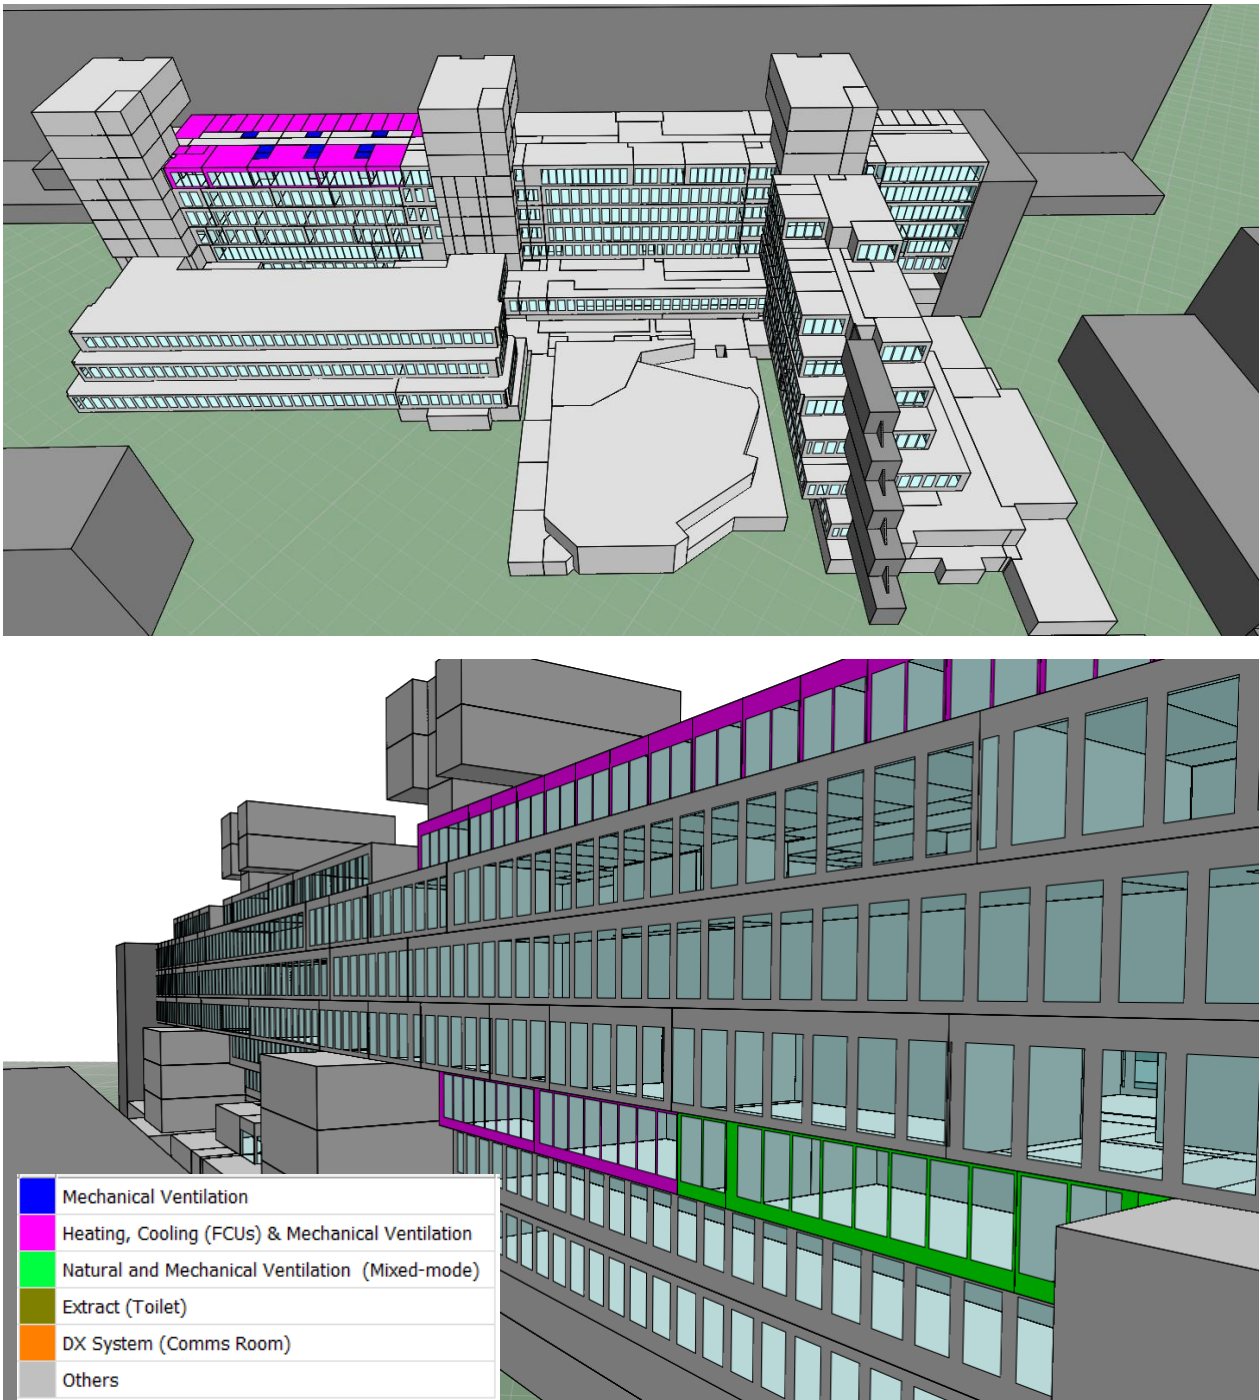 Mechanical Ventilation
Heating, Cooling (FCUs) & Mechanical Ventilation
Natural and Mechanical Ventilation (Mixed-mode)
Extract (Toilet)
DX System (Comms Room)
Others